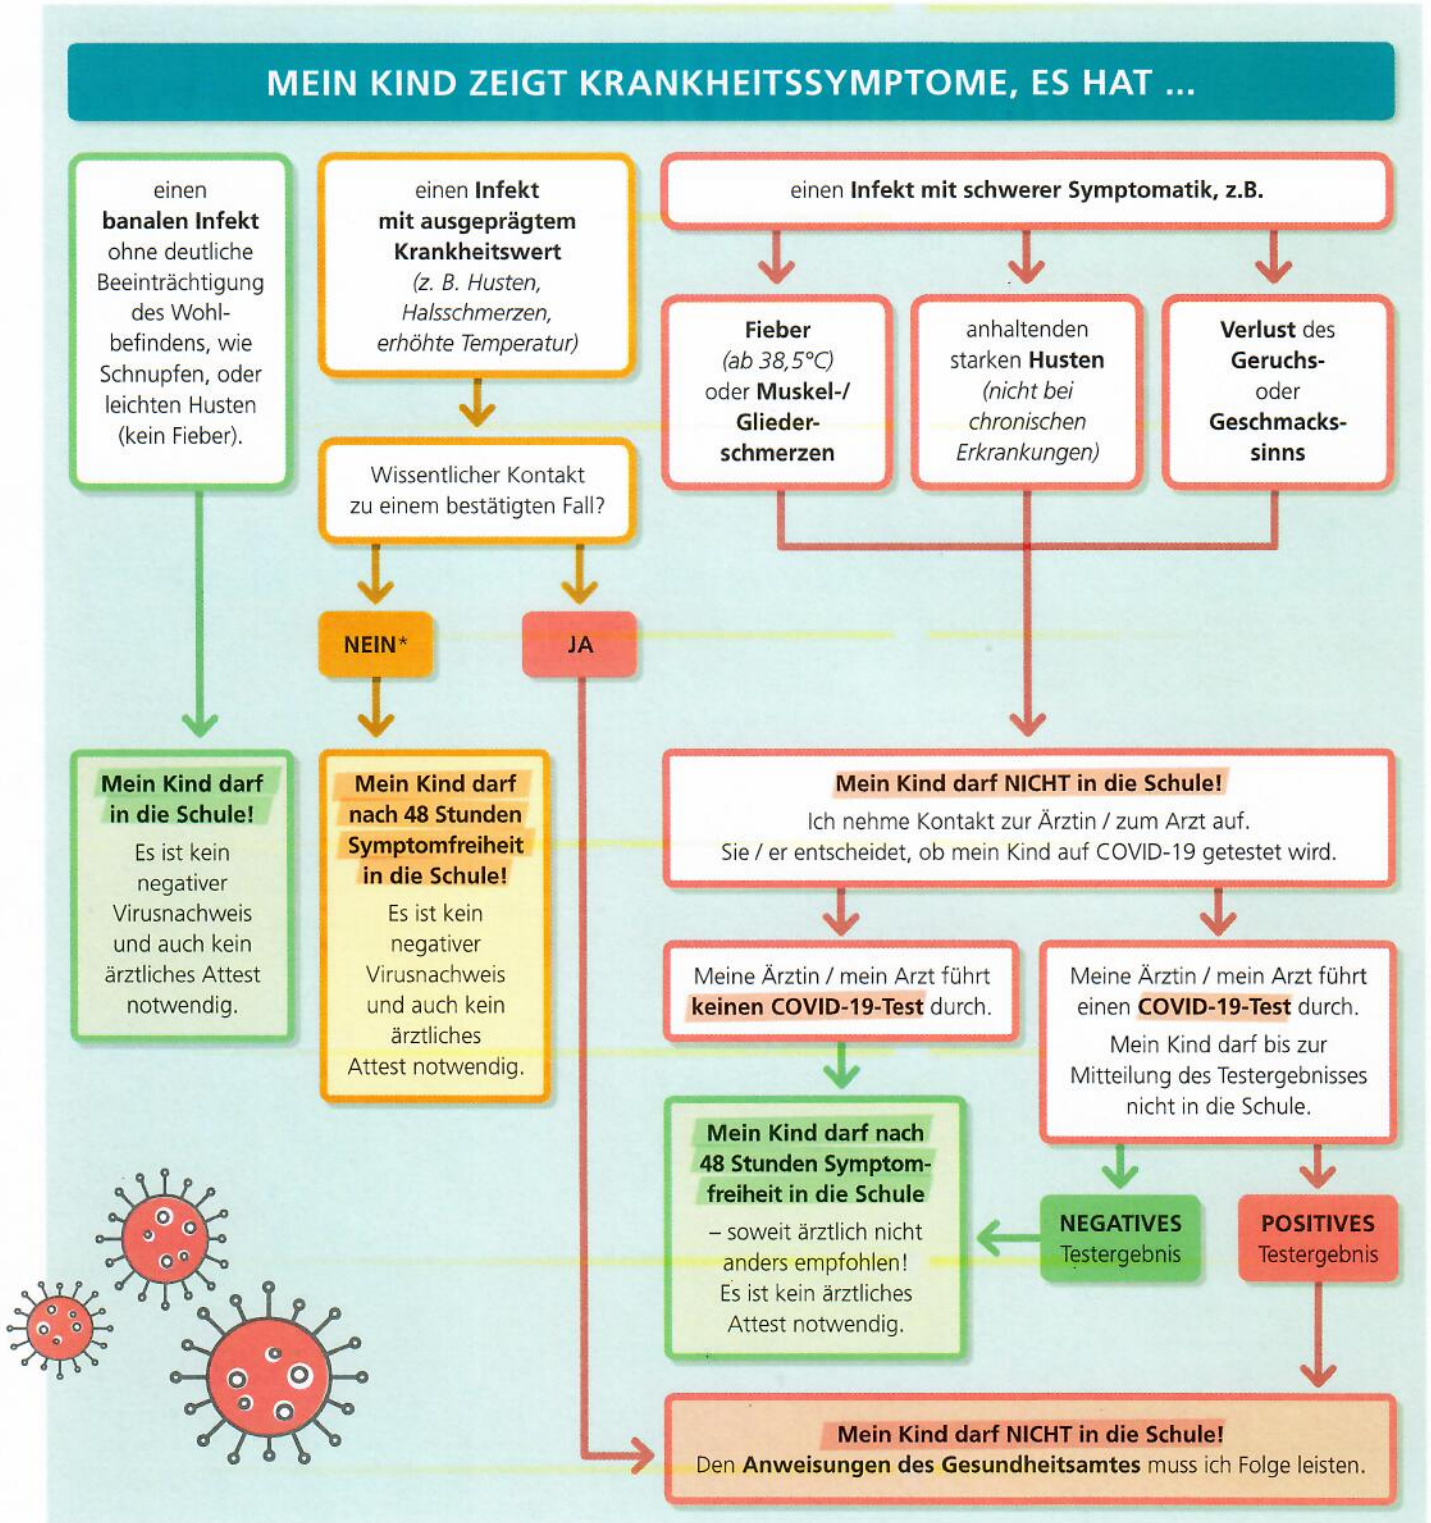 MEIN KIND ZEIGT KRANKHEITSSYMPTOME, ES HAT ...
einen
banalen Infekt
ohne deutliche
Beeinträchtigung
des Wohl-
befindens, wie
Schnupfen, oder
leichten Husten
(kein Fieber).
einen Infekt
mit ausgeprägtem
Krankheitswert
(z. B. Husten,
Halsschmerzen,
erhöhte Temperatur)
einen Infekt mit schwerer Symptomatik, z.B.
Fieber
(ab 38,5°C)
oder Muskel-/
Glieder-
schmerzen
anhaltenden
starken Husten
(nicht bei
chronischen
Erkrankungen)
Verlust des
Geruchs-
oder
Geschmacks-
sinns
Wissentlicher Kontakt
zu einem bestätigten Fall?
NEIN*
JA
Mein Kind darf
in die Schule!
Es ist kein
negativer
Virusnachweis
und auch kein
ärztliches Attest
notwendig.
Mein Kind darf
nach 48 Stunden
Symptomfreiheit
in die Schule!
Es ist kein
negativer
Virusnachweis
und auch kein
ärztliches
Attest notwendig.
Mein Kind darf NICHT in die Schule!
Ich nehme Kontakt zur Ärztin / zum Arzt auf.
Sie / er entscheidet, ob mein Kind auf COVID-19 getestet wird.
Meine Ärztin / mein Arzt führt
keinen COVID-19-Test durch.
Meine Ärztin / mein Arzt führt
einen COVID-19-Test durch.
Mein Kind darf bis zur
Mitteilung des Testergebnisses
nicht in die Schule.
Mein Kind darf nach
48 Stunden Symptom-
freiheit in die Schule
– soweit ärztlich nicht
anders empfohlen!
Es ist kein ärztliches
Attest notwendig.
NEGATIVES
Testergebnis
POSITIVES
Testergebnis
Mein Kind darf NICHT in die Schule!
Den Anweisungen des Gesundheitsamtes muss ich Folge leisten.